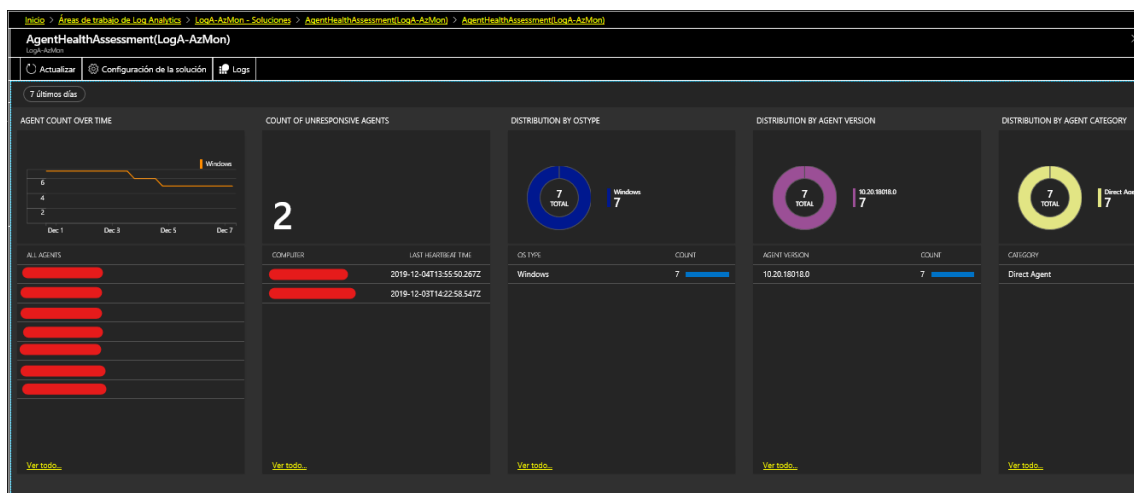 Inicio > Áreas de trabajo de Log Analytics > LogA-AzMon - Soluciones > AgentHealthAssessment(LogA-AzMon) > AgentHealthAssessment(LogA-AzMon)
AgentHealthAssessment(LogA-AzMon)
LogA-AzMon
Actualizar Configuración de la solución Logs
7 últimos días
AGENT COUNT OVER TIME
Windows
6
4
2
Dec 1 Dec 3 Dec 5 Dec 7
ALL AGENTS
Ver todo...
COUNT OF UNRESPONSIVE AGENTS
2
COMPUTER LAST HEARTBEAT TIME
2019-12-04T13:55:50.267Z
2019-12-03T14:22:58.547Z
Ver todo...
DISTRIBUTION BY OSTYPE
7
TOTAL
Windows
7
OS TYPE COUNT
Windows 7
Ver todo...
DISTRIBUTION BY AGENT VERSION
7
TOTAL
10.20.18018.0
7
AGENT VERSION COUNT
10.20.18018.0 7
Ver todo...
DISTRIBUTION BY AGENT CATEGORY
7
TOTAL
Direct Age
7
CATEGORY
Direct Agent
Ver todo...